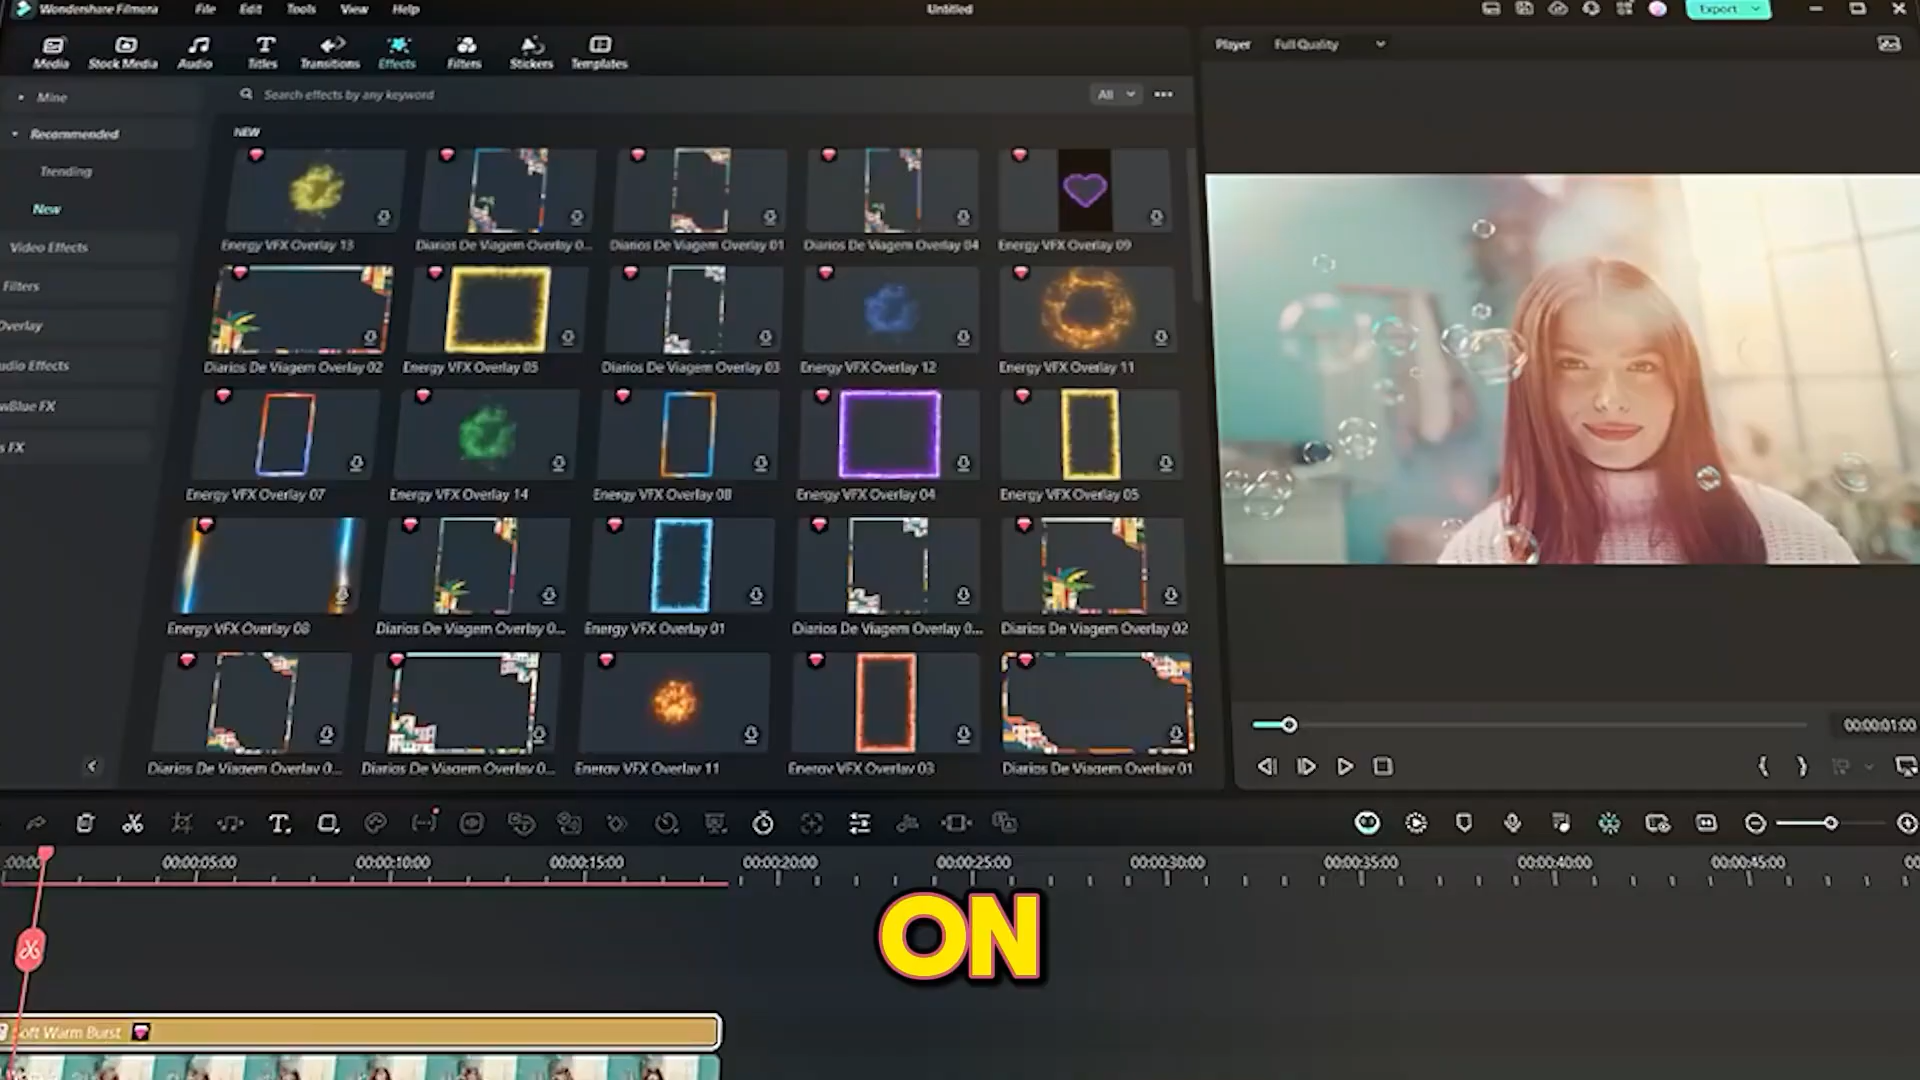 Wondershare Filmora File Edit Tools View Help
Untitled
Export
Media Stock Media Audio Titles Transitions Effects Filters Stickers Templates
Player Full Quality
Mine
Search effects by any keyword
All
Recommended
NEW
Trending
New
Video Effects
Filters
Overlay
udio Effects
wBlue FX
s FX
Energy VFX Overlay 13 Diarios De Viagem Overlay 0... Diarios De Viagem Overlay 01 Diarios De Viagem Overlay 04 Energy VFX Overlay 09
Diarios De Viagem Overlay 02 Energy VFX Overlay 05 Diarios De Viagem Overlay 03 Energy VFX Overlay 12 Energy VFX Overlay 11
Energy VFX Overlay 07 Energy VFX Overlay 14 Energy VFX Overlay 08 Energy VFX Overlay 04 Energy VFX Overlay 05
Energy VFX Overlay 08 Diarios De Viagem Overlay 0... Energy VFX Overlay 01 Diarios De Viagem Overlay 0... Diarios De Viagem Overlay 02
Diarios De Viagem Overlay 0... Diarios De Viagem Overlay 0... Energy VFX Overlay 11 Energy VFX Overlay 03 Diarios De Viagem Overlay 01
00:00:01:00
:00:00 00:00:05:00 00:00:10:00 00:00:15:00 00:00:20:00 00:00:25:00 00:00:30:00 00:00:35:00 00:00:40:00 00:00:45:00 00
ON
Soft Warm Burst